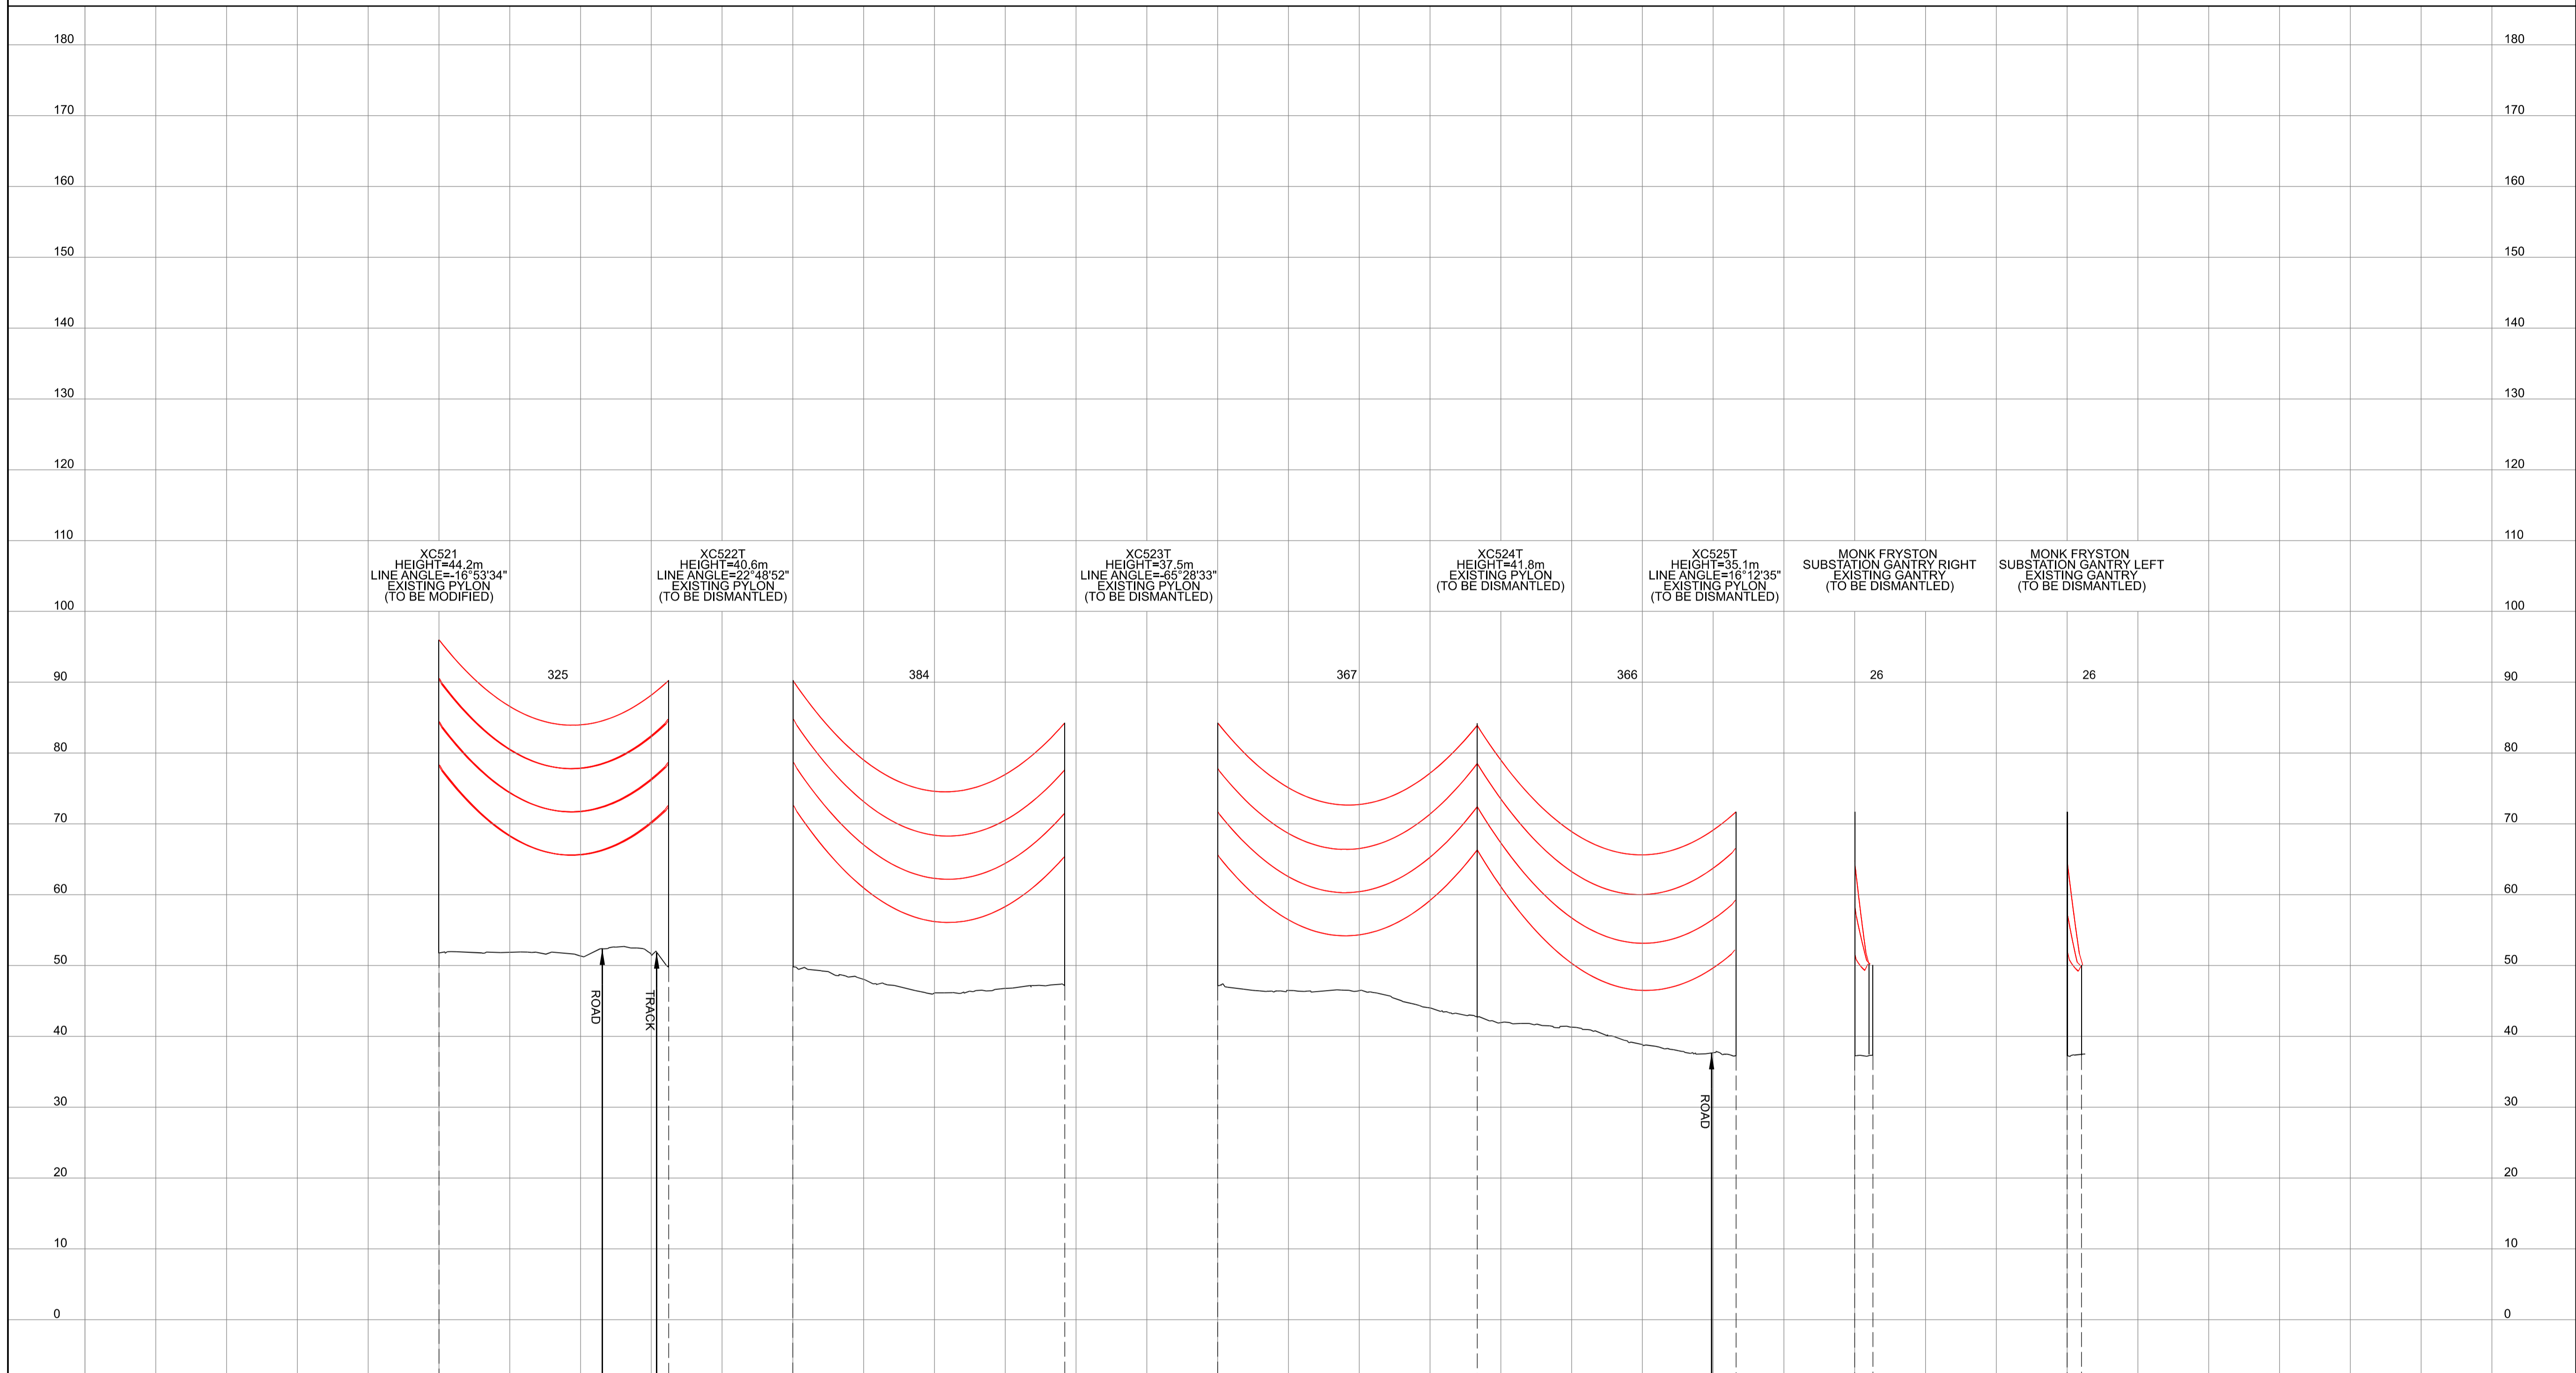 180
180
170
170
160
160
150
150
140
140
130
130
120
120
110
110
XC521
HEIGHT=44.2m
LINE ANGLE=-16°53'34"
EXISTING PYLON
(TO BE MODIFIED)
XC522T
HEIGHT=40.6m
LINE ANGLE=22°48'52"
EXISTING PYLON
(TO BE DISMANTLED)
XC523T
HEIGHT=37.5m
LINE ANGLE=-65°28'33"
EXISTING PYLON
(TO BE DISMANTLED)
XC524T
HEIGHT=41.8m
EXISTING PYLON
(TO BE DISMANTLED)
XC525T
HEIGHT=35.1m
LINE ANGLE=16°12'35"
EXISTING PYLON
(TO BE DISMANTLED)
MONK FRYSTON
SUBSTATION GANTRY RIGHT
EXISTING GANTRY
(TO BE DISMANTLED)
MONK FRYSTON
SUBSTATION GANTRY LEFT
EXISTING GANTRY
(TO BE DISMANTLED)
100
100
90
325
384
367
366
26
26
90
80
80
70
70
60
60
50
50
ROAD
TRACK
40
40
30
30
ROAD
20
20
10
10
0
0